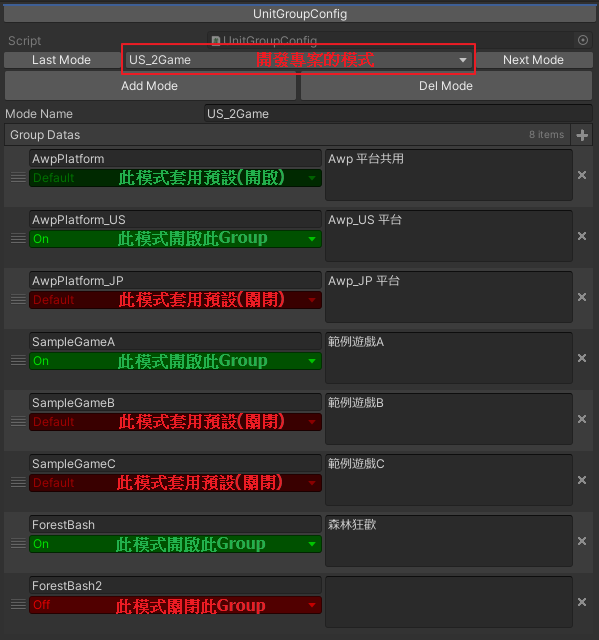 UnitGroupConfig
Script UnitGroupConfig
Last Mode US_2Game 開發專案的模式 Next Mode
Add Mode Del Mode
Mode Name US_2Game
Group Datas 8 items
AwpPlatform Awp 平台共用
Default 此模式套用預設(開啟)
AwpPlatform_US Awp_US 平台
On 此模式開啟此Group
AwpPlatform_JP Awp_JP 平台
Default 此模式套用預設(關閉)
SampleGameA 範例遊戲A
On 此模式開啟此Group
SampleGameB 範例遊戲B
Default 此模式套用預設(關閉)
SampleGameC 範例遊戲C
Default 此模式套用預設(關閉)
ForestBash 森林狂歡
On 此模式開啟此Group
ForestBash2
Off 此模式關閉此Group